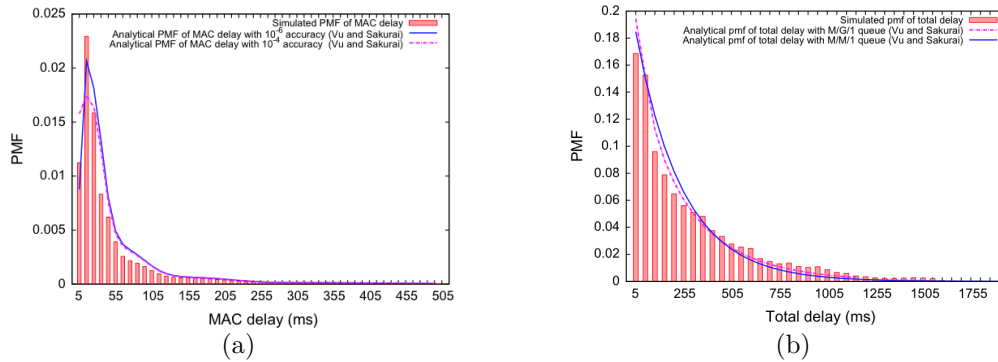 Simulated PMF of MAC delay
Analytical PMF of MAC delay with 10^-6 accuracy (Vu and Sakurai)
Analytical PMF of MAC delay with 10^-4 accuracy (Vu and Sakurai)
0.025
0.02
0.015
0.01
0.005
0
PMF
5 55 105 155 205 255 305 355 405 455 505
MAC delay (ms)
(a)
Simulated pmf of total delay
Analytical pmf of total delay with M/G/1 queue (Vu and Sakurai)
Analytical pmf of total delay with M/M/1 queue (Vu and Sakurai)
0.2
0.18
0.16
0.14
0.12
0.1
0.08
0.06
0.04
0.02
0
PMF
5 255 505 755 1005 1255 1505 1755
Total delay (ms)
(b)